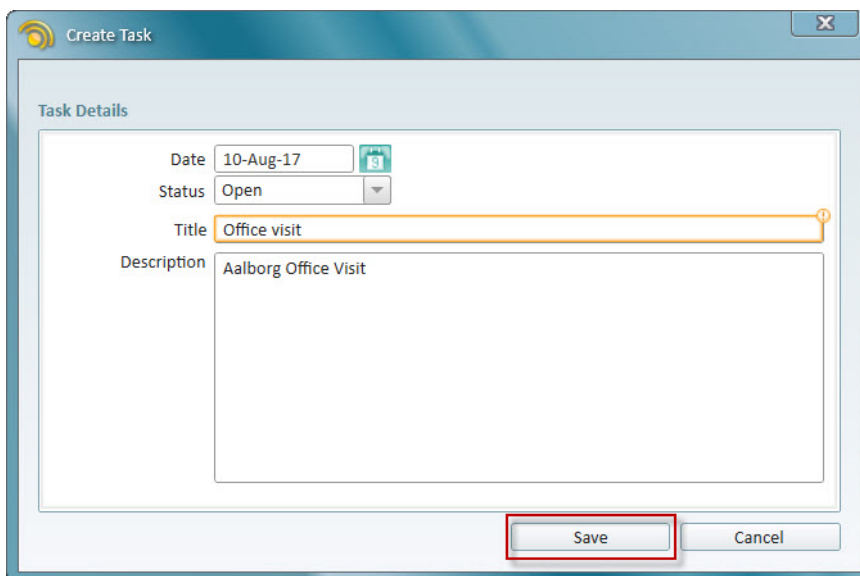 Create Task
Task Details
Date 10-Aug-17
Status Open
Title Office visit
Description Aalborg Office Visit
Save Cancel